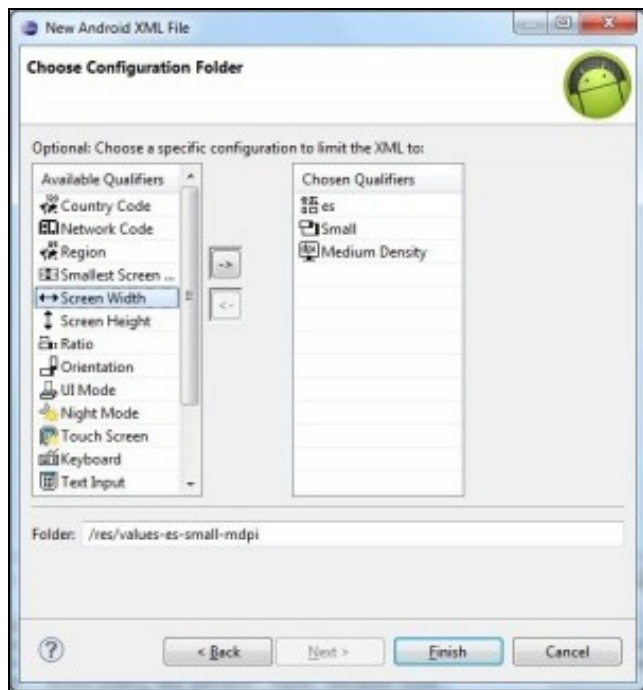 New Android XML File
Choose Configuration Folder
Optional: Choose a specific configuration to limit the XML to:
Available Qualifiers
Country Code
Network Code
Region
Smallest Screen ...
Screen Width
Screen Height
Ratio
Orientation
UI Mode
Night Mode
Touch Screen
Keyboard
Text Input
->
<-
Chosen Qualifiers
es
Small
Medium Density
Folder: /res/values-es-small-mdpi
< Back
Next >
Finish
Cancel